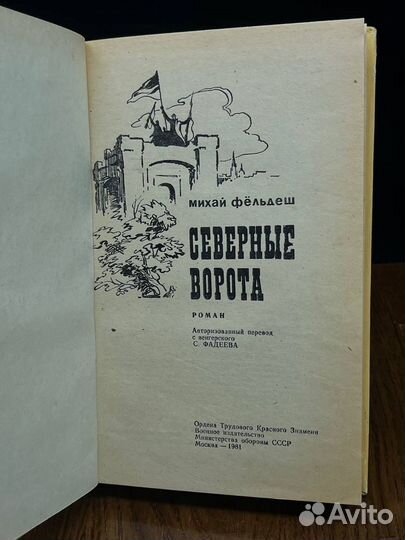 михай фёльдеш
СЕВЕРНЫЕ
ВОРОТА
РОМАН
Авторизованный перевод
с венгерского
С. ФАДЕЕВА
Ордена Трудового Красного Знамени
Военное издательство
Министерства обороны СССР
Москва — 1981
Avito